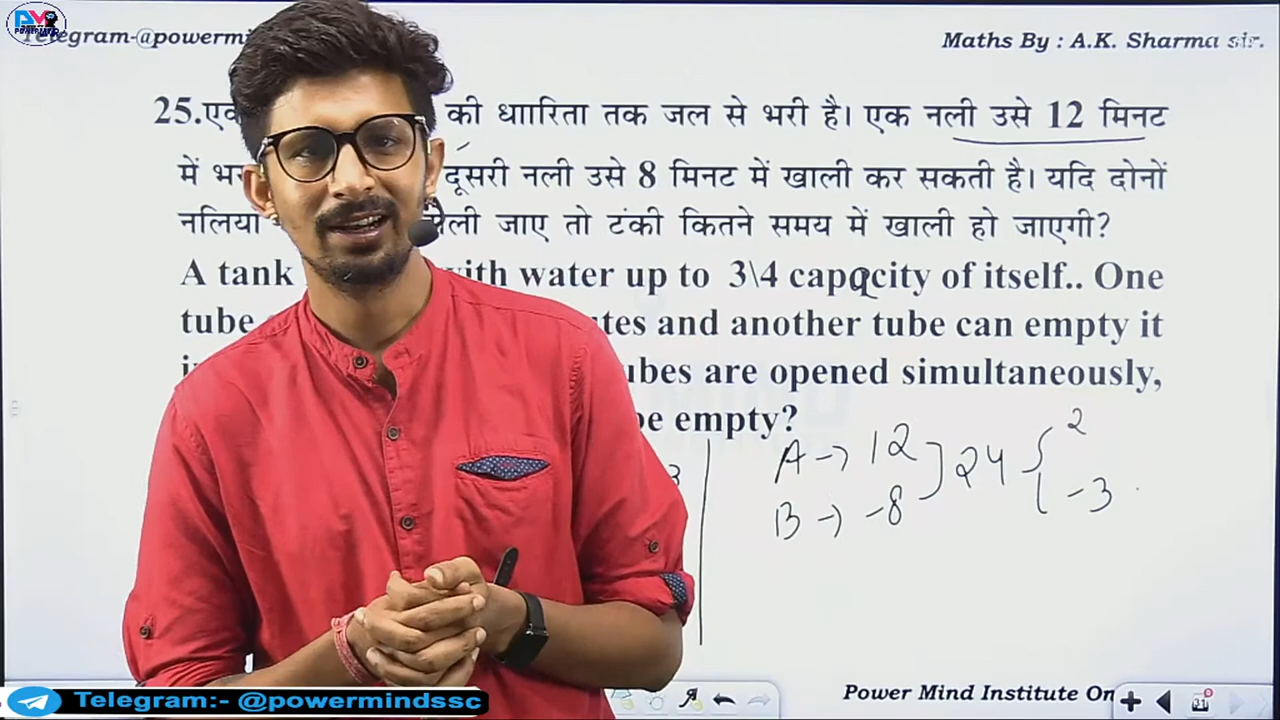 Telegram-@powermi
Maths By : A.K. Sharma sir.
25.एक की धाारिता तक जल से भरी है। एक नली उसे 12 मिनट
में भर दूसरी नली उसे 8 मिनट में खाली कर सकती है। यदि दोनों
नलिया जाए तो टंकी कितने समय में खाली हो जाएगी?
A tank with water up to 3\4 capacity of itself.. One
tube and another tube can empty it
are opened simultaneously,
be empty?
A → 12 ] 24 { 2
B → -8 -3
Power Mind Institute On
Telegram:- @powermindssc